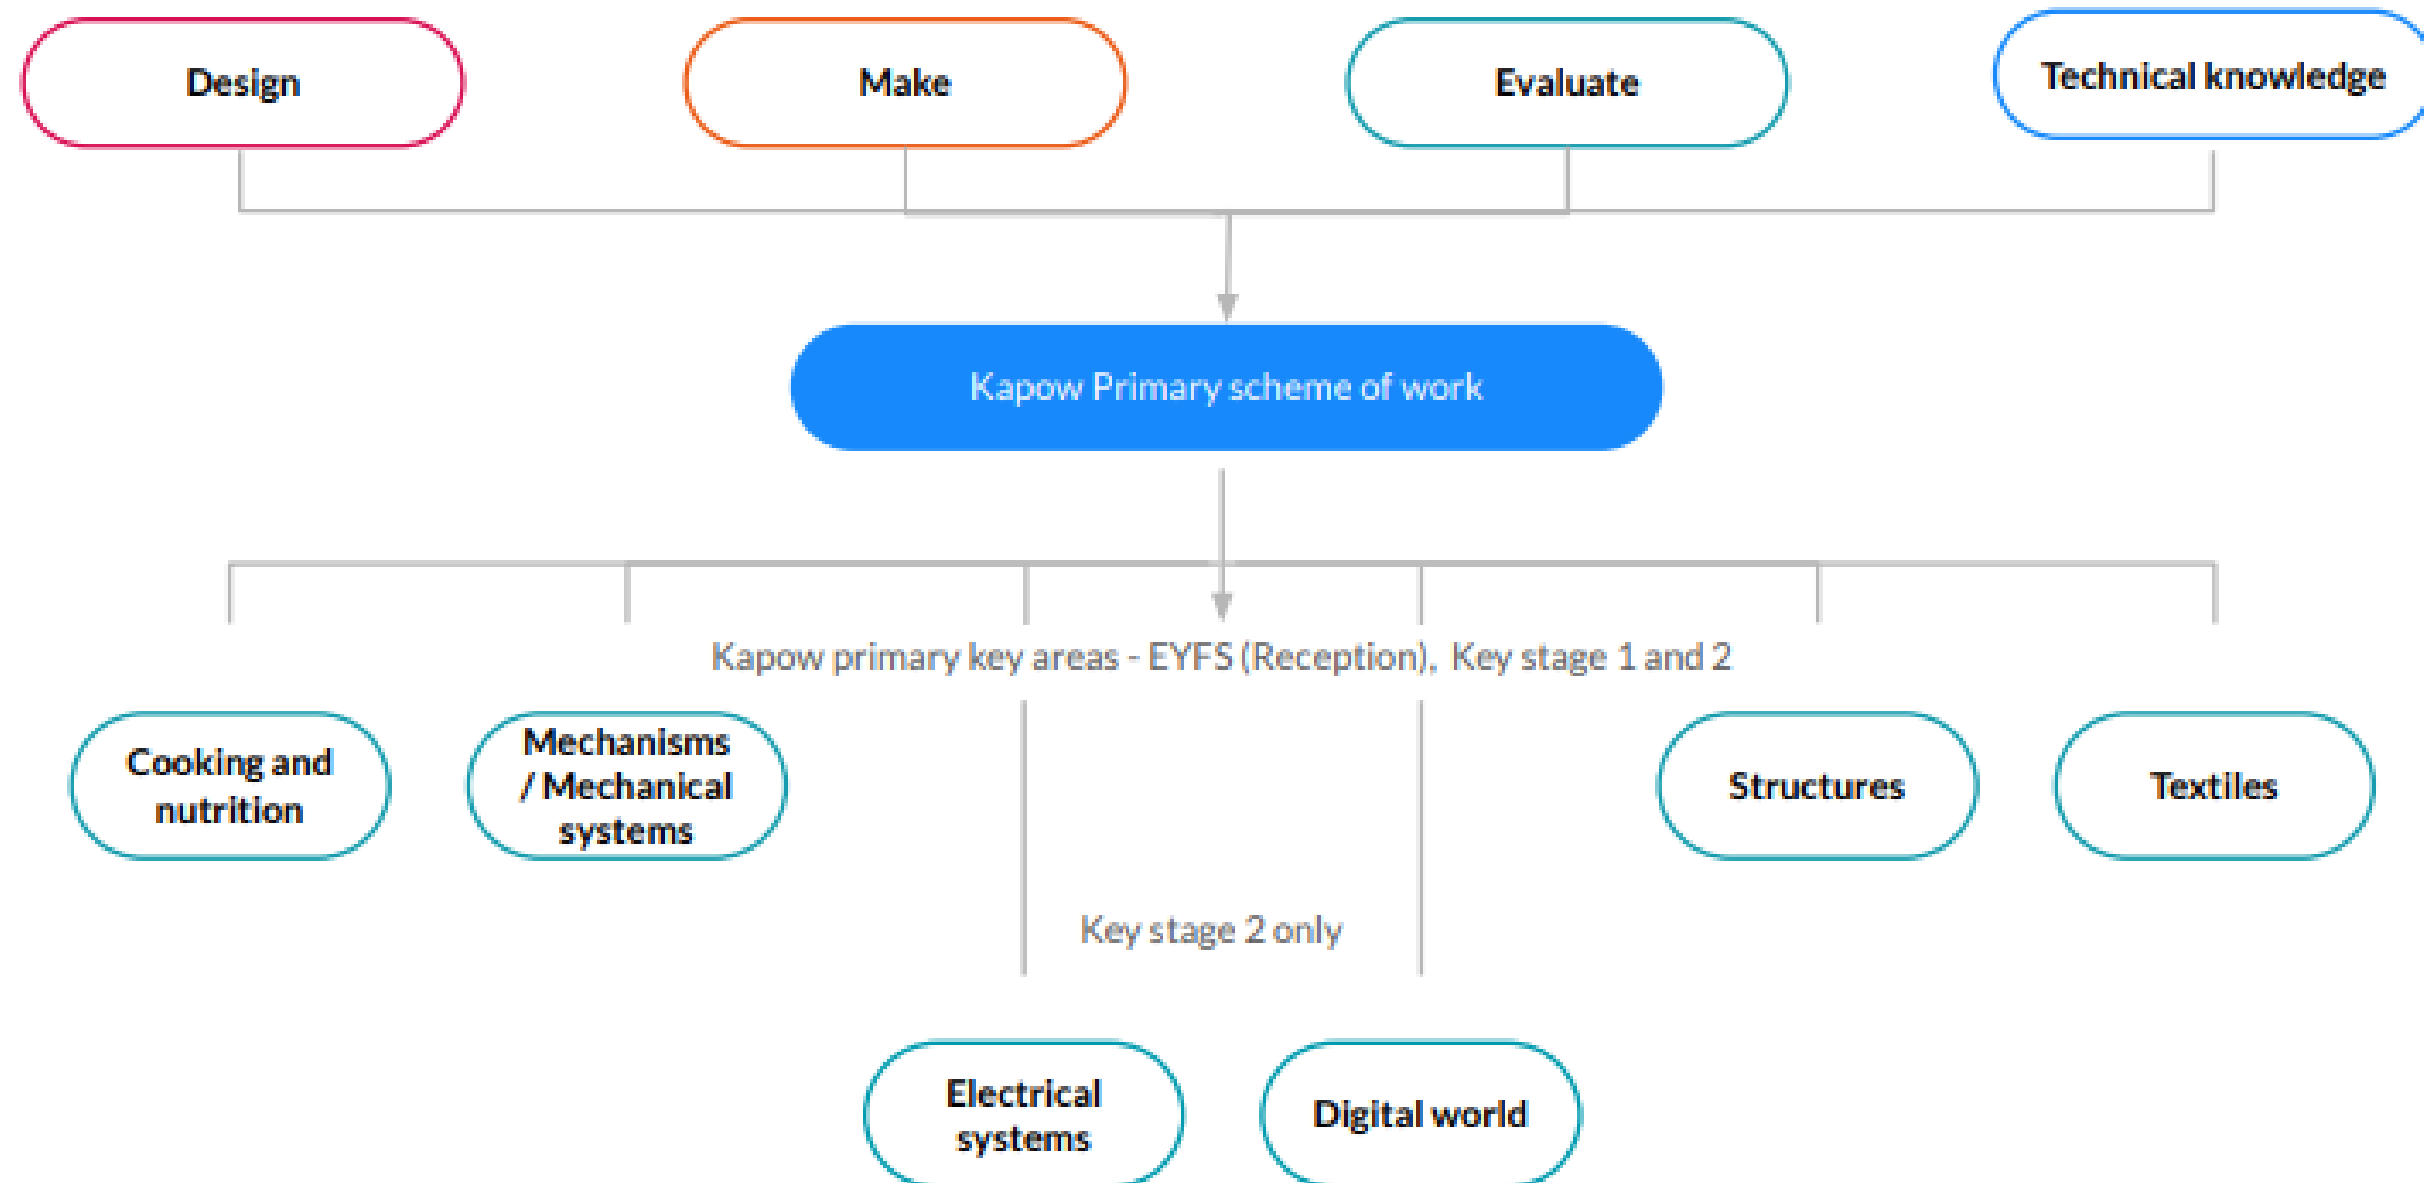 Design
Make
Evaluate
Technical knowledge
Kapow Primary scheme of work
Kapow primary key areas - EYFS (Reception),  Key stage 1 and 2
Cooking and
nutrition
Mechanisms
/ Mechanical
systems
Structures
Textiles
Key stage 2 only
Electrical
systems
Digital world